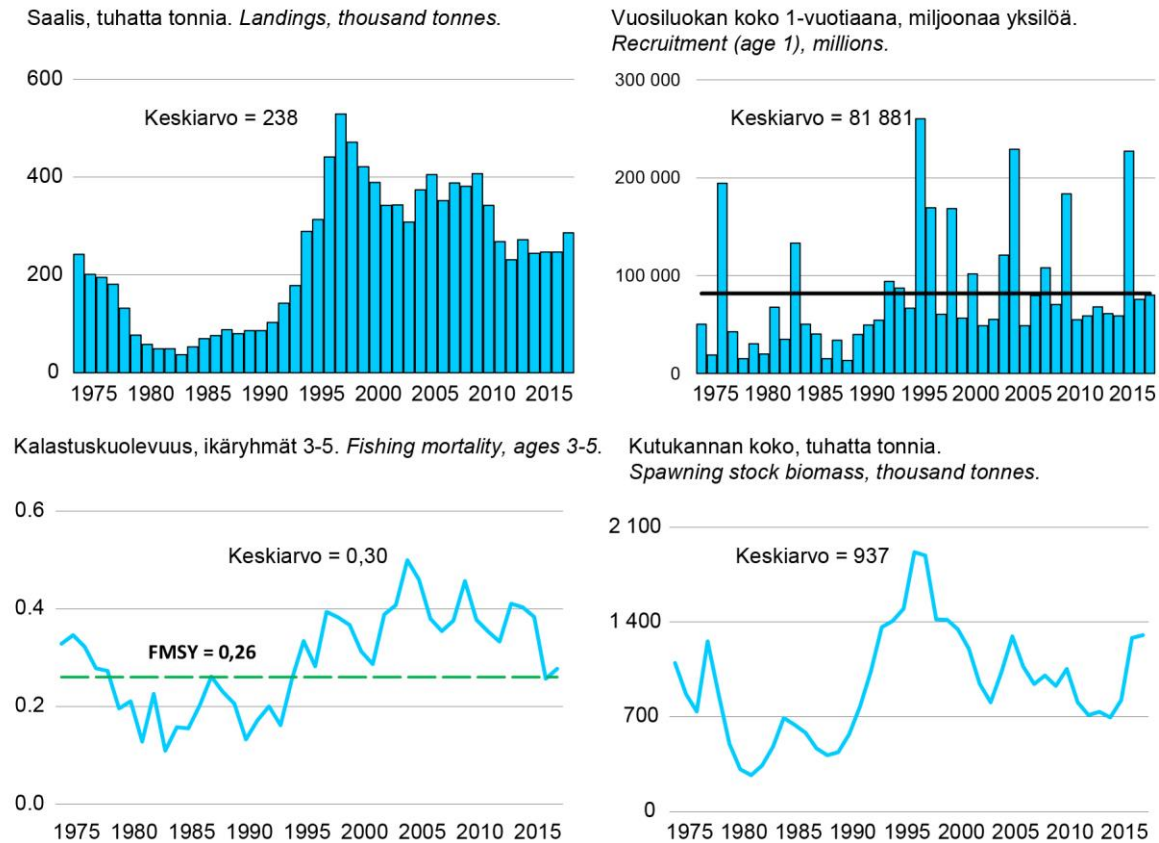 Saalis, tuhatta tonnia. Landings, thousand tonnes.
600
Keskiarvo = 238
400
200
0
1975 1980 1985 1990 1995 2000 2005 2010 2015
Vuosiluokan koko 1-vuotiaana, miljoonaa yksilöä.
Recruitment (age 1), millions.
300 000
Keskiarvo = 81 881
200 000
100 000
0
1975 1980 1985 1990 1995 2000 2005 2010 2015
Kalastuskuolevuus, ikäryhmät 3-5. Fishing mortality, ages 3-5.
0.6
Keskiarvo = 0,30
0.4
FMSY = 0,26
0.2
0.0
1975 1980 1985 1990 1995 2000 2005 2010 2015
Kutukannan koko, tuhatta tonnia.
Spawning stock biomass, thousand tonnes.
2 100
Keskiarvo = 937
1 400
700
0
1975 1980 1985 1990 1995 2000 2005 2010 2015